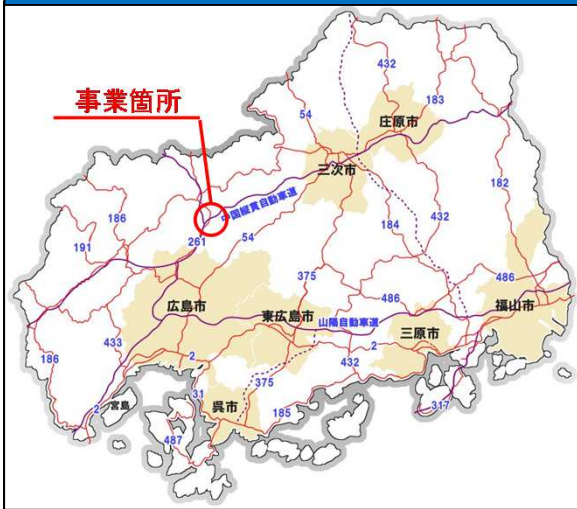 事業箇所
432
54
183
庄原市
三次市
182
中国縦貫自動車道
186
191
261
54
184
432
375
486
486
広島市
東広島市
山陽自動車道
三原市
福山市
186
433
2
2
432
31
375
呉市
185
宮島
2
487
317